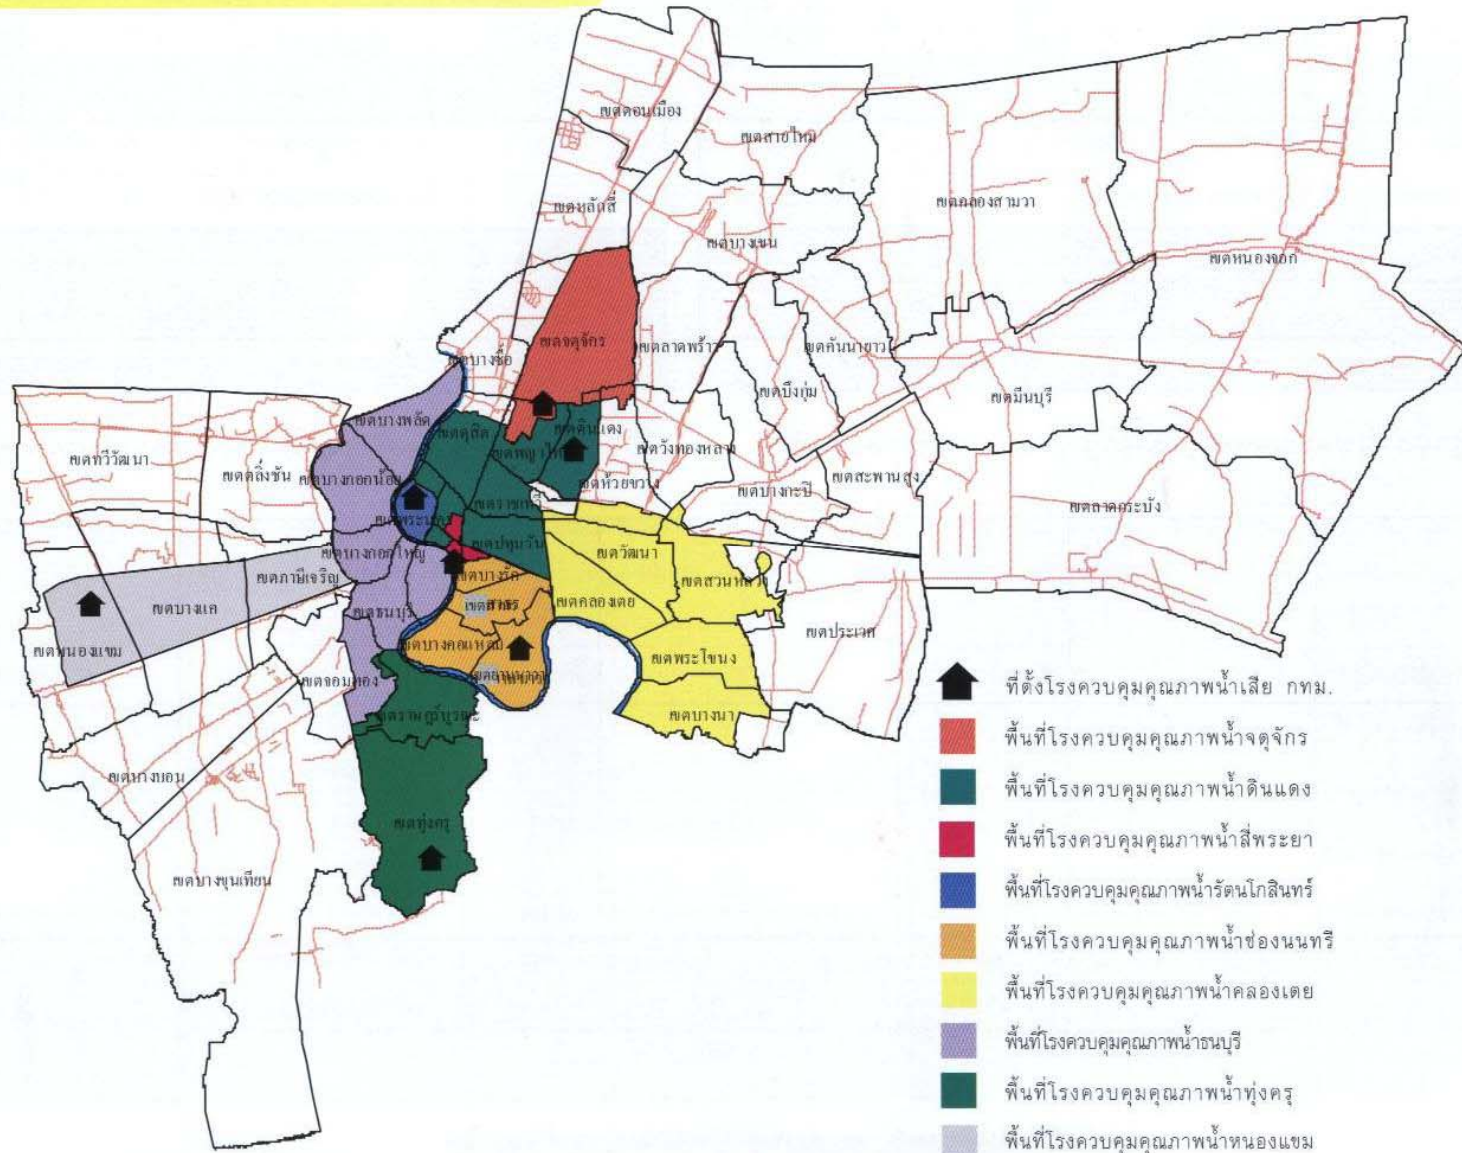 เขตดอนเมือง
เขตสายไหม
เขตหลักสี่
เขตคลองสามวา
เขตบางเขน
เขตหนองจอก
เขตจตุจักร
เขตลาดพร้าว
เขตคันนายาว
เขตบางซื่อ
เขตบึงกุ่ม
เขตมีนบุรี
เขตบางพลัด
เขตดุสิต
เขตดินแดง
เขตพญาไท
เขตวังทองหลาง
เขตทวีวัฒนา
เขตตลิ่งชัน
เขตบางกอกน้อย
เขตห้วยขวาง
เขตบางกะปิ
เขตสะพานสูง
เขตลาดกระบัง
เขตราชเทวี
เขตพระนคร
เขตปทุมวัน
เขตวัฒนา
เขตบางกอกใหญ่
เขตภาษีเจริญ
เขตบางรัก
เขตสวนหลวง
เขตบางแค
เขตธนบุรี
เขตสาทร
เขตคลองเตย
เขตประเวศ
เขตหนองแขม
เขตบางคอแหลม
เขตพระโขนง
เขตจอมทอง
เขตยานนาวา
เขตราษฎร์บูรณะ
เขตบางนา
เขตบางบอน
เขตทุ่งครุ
เขตบางขุนเทียน
ที่ตั้งโรงควบคุมคุณภาพน้ำเสีย กทม.
พื้นที่โรงควบคุมคุณภาพน้ำจตุจักร
พื้นที่โรงควบคุมคุณภาพน้ำดินแดง
พื้นที่โรงควบคุมคุณภาพน้ำสี่พระยา
พื้นที่โรงควบคุมคุณภาพน้ำรัตนโกสินทร์
พื้นที่โรงควบคุมคุณภาพน้ำช่องนนทรี
พื้นที่โรงควบคุมคุณภาพน้ำคลองเตย
พื้นที่โรงควบคุมคุณภาพน้ำธนบุรี
พื้นที่โรงควบคุมคุณภาพน้ำทุ่งครุ
พื้นที่โรงควบคุมคุณภาพน้ำหนองแขม